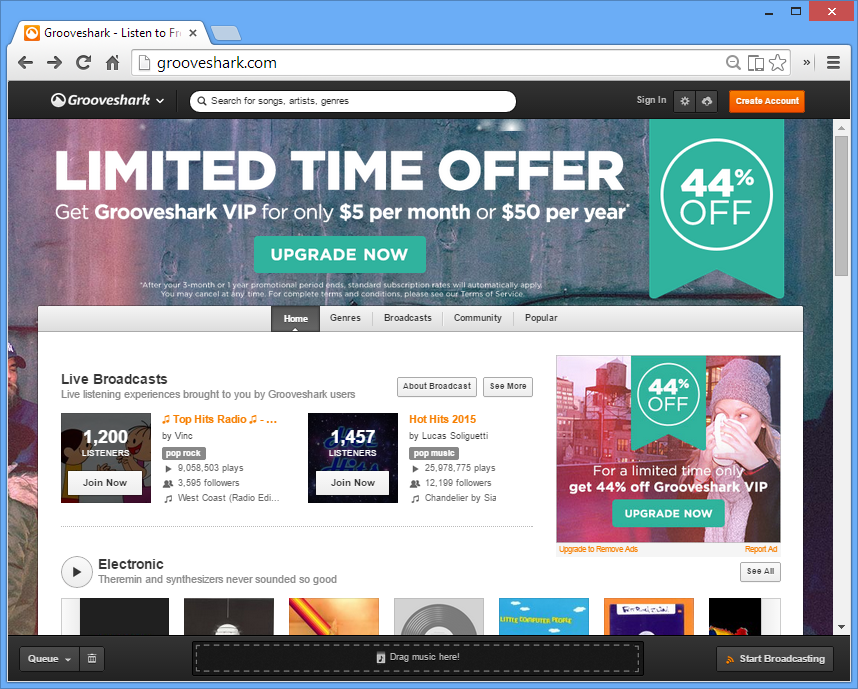 Grooveshark - Listen to Fr
grooveshark.com
Grooveshark
Search for songs, artists, genres
Sign In
Create Account
LIMITED TIME OFFER
Get Grooveshark VIP for only $5 per month or $50 per year*
UPGRADE NOW
*After your 3-month or 1 year promotional period ends, standard subscription rates will automatically apply.
You may cancel at any time. For complete terms and conditions, please see our Terms of Service.
44%
OFF
Home
Genres
Broadcasts
Community
Popular
Live Broadcasts
Live listening experiences brought to you by Grooveshark users
About Broadcast
See More
1,200
LISTENERS
Join Now
♫ Top Hits Radio ♫ - ...
by Vinc
pop rock
9,058,503 plays
3,595 followers
West Coast (Radio Edi...
1,457
LISTENERS
Join Now
Hot Hits 2015
by Lucas Soliguetti
pop music
25,978,775 plays
12,199 followers
Chandelier by Sia
44%
OFF
For a limited time only
get 44% off Grooveshark VIP
UPGRADE NOW
Upgrade to Remove Ads
Report Ad
Electronic
Theremin and synthesizers never sounded so good
See All
LITTLE COMPUTER PEOPLE
Queue
Drag music here!
Start Broadcasting